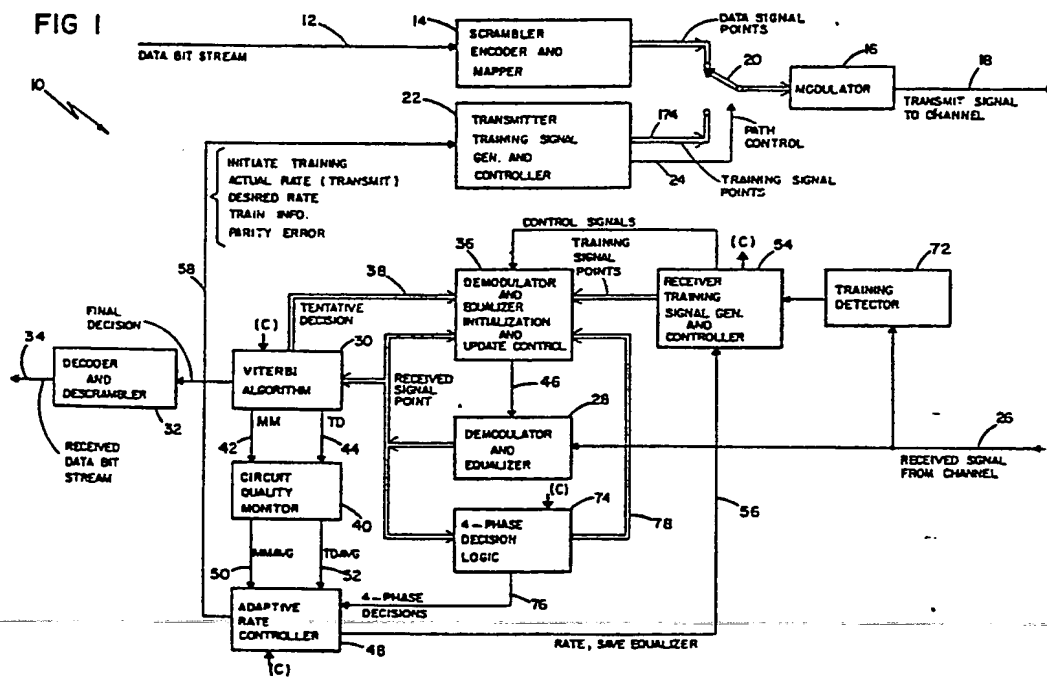 FIG 1
12
DATA BIT STREAM
14
SCRAMBLER
ENCODER AND
MAPPER
DATA SIGNAL
POINTS
20
16
MODULATOR
18
TRANSMIT SIGNAL
TO CHANNEL
10
22
TRANSMITTER
TRAINING SIGNAL
GEN. AND
CONTROLLER
174
24
PATH
CONTROL
TRAINING SIGNAL
POINTS
INITIATE TRAINING
ACTUAL RATE (TRANSMIT)
DESIRED RATE
TRAIN INFO.
PARITY ERROR
58
CONTROL SIGNALS
TRAINING
SIGNAL
POINTS
36
DEMODULATOR
AND
EQUALIZER
INITIALIZATION
AND
UPDATE CONTROL
(C)
54
RECEIVER
TRAINING
SIGNAL GEN.
AND
CONTROLLER
72
TRAINING
DETECTOR
38
TENTATIVE
DECISION
FINAL
DECISION
(C)
30
VITERBI
ALGORITHM
34
DECODER
AND
DESCRAMBLER
32
RECEIVED
DATA BIT
STREAM
RECEIVED
SIGNAL
POINT
46
28
DEMODULATOR
AND
EQUALIZER
26
RECEIVED SIGNAL
FROM CHANNEL
MM
TD
42
44
CIRCUIT
QUALITY
MONITOR
40
(C)
74
4-PHASE
DECISION
LOGIC
78
56
MMAVG
TDAVG
50
52
76
4-PHASE
DECISIONS
ADAPTIVE
RATE
CONTROLLER
48
(C)
RATE, SAVE EQUALIZER